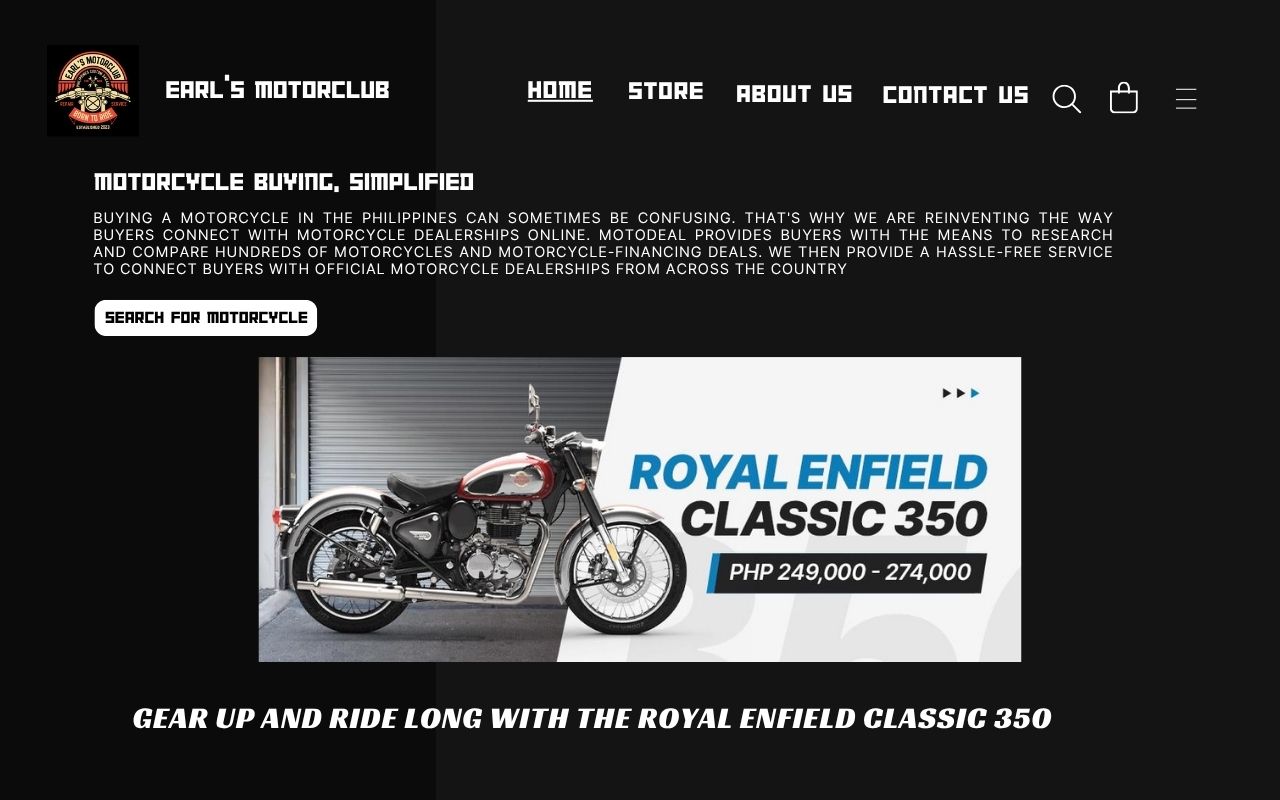 EARL'S MOTORCLUB
REPAIR
SERVICE
BORN TO RIDE
ESTABLISHED 2023
EARL'S MOTORCLUB
HOME
STORE
ABOUT US
CONTACT US
MOTORCYCLE BUYING, SIMPLIFIED
BUYING A MOTORCYCLE IN THE PHILIPPINES CAN SOMETIMES BE CONFUSING. THAT'S WHY WE ARE REINVENTING THE WAY
BUYERS CONNECT WITH MOTORCYCLE DEALERSHIPS ONLINE. MOTODEAL PROVIDES BUYERS WITH THE MEANS TO RESEARCH
AND COMPARE HUNDREDS OF MOTORCYCLES AND MOTORCYCLE-FINANCING DEALS. WE THEN PROVIDE A HASSLE-FREE SERVICE
TO CONNECT BUYERS WITH OFFICIAL MOTORCYCLE DEALERSHIPS FROM ACROSS THE COUNTRY
SEARCH FOR MOTORCYCLE
ROYAL ENFIELD
CLASSIC 350
PHP 249,000 - 274,000
350
GEAR UP AND RIDE LONG WITH THE ROYAL ENFIELD CLASSIC 350